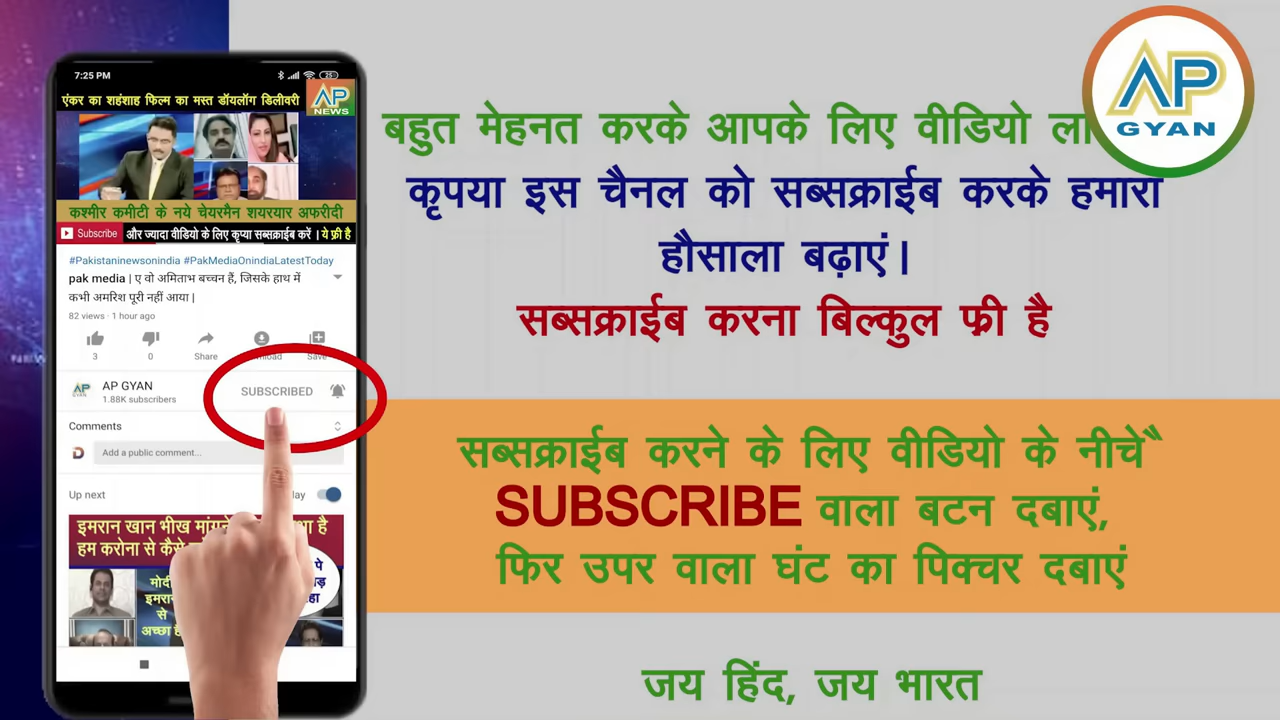 7:25 PM
25
एंकर का शहंशाह फिल्म का मस्त डॉयलॉग डिलीवरी
AP
NEWS
कश्मीर कमीटी के नये चेयरमैन शयरयार अफरीदी
Subscribe और ज्यादा वीडियो के लिए कृप्या सब्सक्राईब करें । ये फ्री है
#Pakistaninewsonindia #PakMediaOnindiaLatestToday
pak media | ए वो अमिताभ बच्चन हैं, जिसके हाथ में
कभी अमरिश पूरी नहीं आया |
82 views · 1 hour ago
3
0
Share
Save
AP GYAN
1.88K subscribers
SUBSCRIBED
Comments
D
Add a public comment...
Up next
इमरान खान भीख मांगने
हम करोना से कैसे
मोदी
से
अच्छा
AP
GYAN
बहुत मेहनत करके आपके लिए वीडियो
कृपया इस चैनल को सब्सक्राईब करके हमारा
हौसाला बढ़ाएं।
सब्सक्राईब करना बिल्कुल फ्री है
सब्सक्राईब करने के लिए वीडियो के नीचे
SUBSCRIBE वाला बटन दबाएं,
फिर उपर वाला घंट का पिक्चर दबाएं
जय हिंद, जय भारत